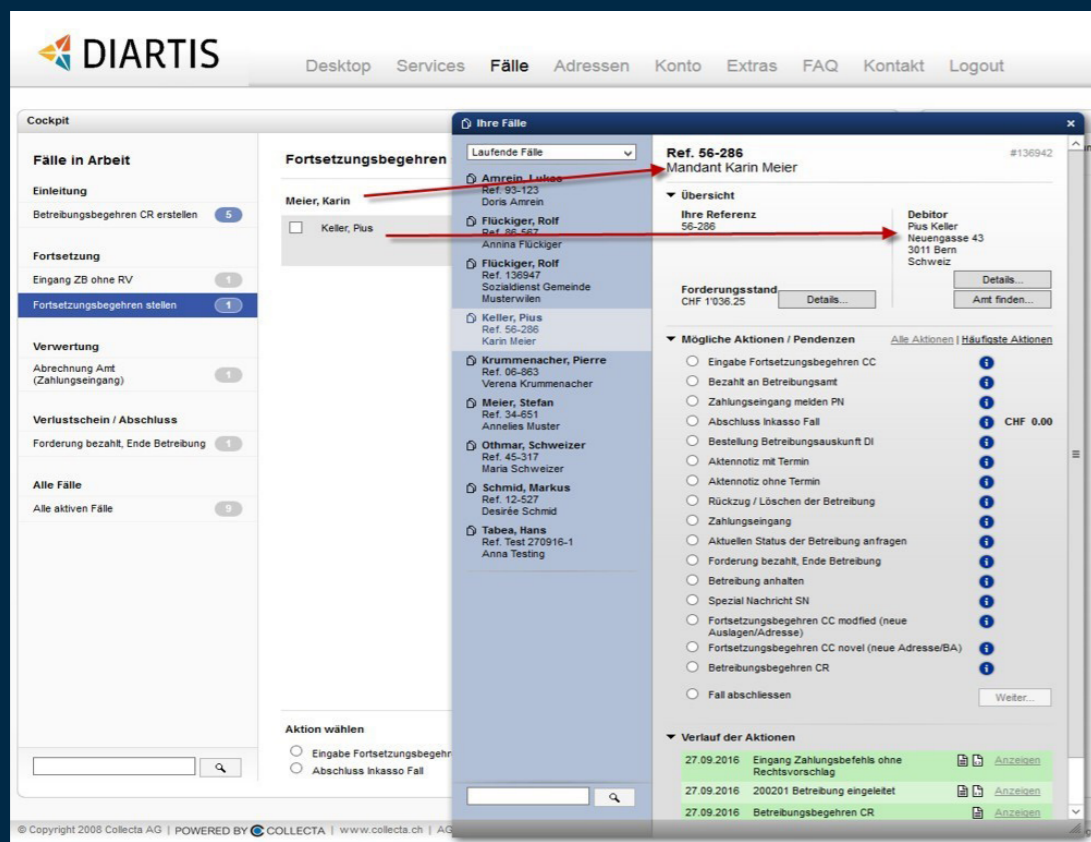 DIARTIS
Desktop Services Fälle Adressen Konto Extras FAQ Kontakt Logout
Cockpit
Fälle in Arbeit
Einleitung
Betreibungsbegehren CR erstellen 5
Fortsetzung
Eingang ZB ohne RV 1
Fortsetzungsbegehren stellen 1
Verwertung
Abrechnung Amt
(Zahlungseingang) 1
Verlustschein / Abschluss
Forderung bezahlt, Ende Betreibung 1
Alle Fälle
Alle aktiven Fälle 9
Fortsetzungsbegehren
Meier, Karin
Keller, Pius
Aktion wählen
Eingabe Fortsetzungsbegehr
Abschluss Inkasso Fall
Ihre Fälle
Laufende Fälle
Amrein, Lukas
Ref. 93-123
Doris Amrein
Flückiger, Rolf
Ref. 86-567
Annina Flückiger
Flückiger, Rolf
Ref. 136947
Sozialdienst Gemeinde
Musterwilen
Keller, Pius
Ref. 56-286
Karin Meier
Krummenacher, Pierre
Ref. 06-863
Verena Krummenacher
Meier, Stefan
Ref. 34-651
Annelies Muster
Othmar, Schweizer
Ref. 45-317
Maria Schweizer
Schmid, Markus
Ref. 12-527
Desirée Schmid
Tabea, Hans
Ref. Test 270916-1
Anna Testing
Ref. 56-286 #136942
Mandant Karin Meier
Übersicht
Ihre Referenz
56-286
Debitor
Pius Keller
Neuengasse 43
3011 Bern
Schweiz
Details...
Forderungsstand
CHF 1'036.25 Details... Amt finden...
Mögliche Aktionen / Pendenzen Alle Aktionen | Häufigste Aktionen
Eingabe Fortsetzungsbegehren CC
Bezahlt an Betreibungsamt
Zahlungseingang melden PN
Abschluss Inkasso Fall CHF 0.00
Bestellung Betreibungsauskunft DI
Aktennotiz mit Termin
Aktennotiz ohne Termin
Rückzug / Löschen der Betreibung
Zahlungseingang
Aktuellen Status der Betreibung anfragen
Forderung bezahlt, Ende Betreibung
Betreibung anhalten
Spezial Nachricht SN
Fortsetzungsbegehren CC modfied (neue
Auslagen/Adresse)
Fortsetzungsbegehren CC novel (neue Adresse/BA)
Betreibungsbegehren CR
Fall abschliessen Weiter...
Verlauf der Aktionen
27.09.2016 Eingang Zahlungsbefehls ohne
Rechtsvorschlag Anzeigen
27.09.2016 200201 Betreibung eingeleitet Anzeigen
27.09.2016 Betreibungsbegehren CR Anzeigen
© Copyright 2008 Collecta AG | POWERED BY COLLECTA | www.collecta.ch | AG